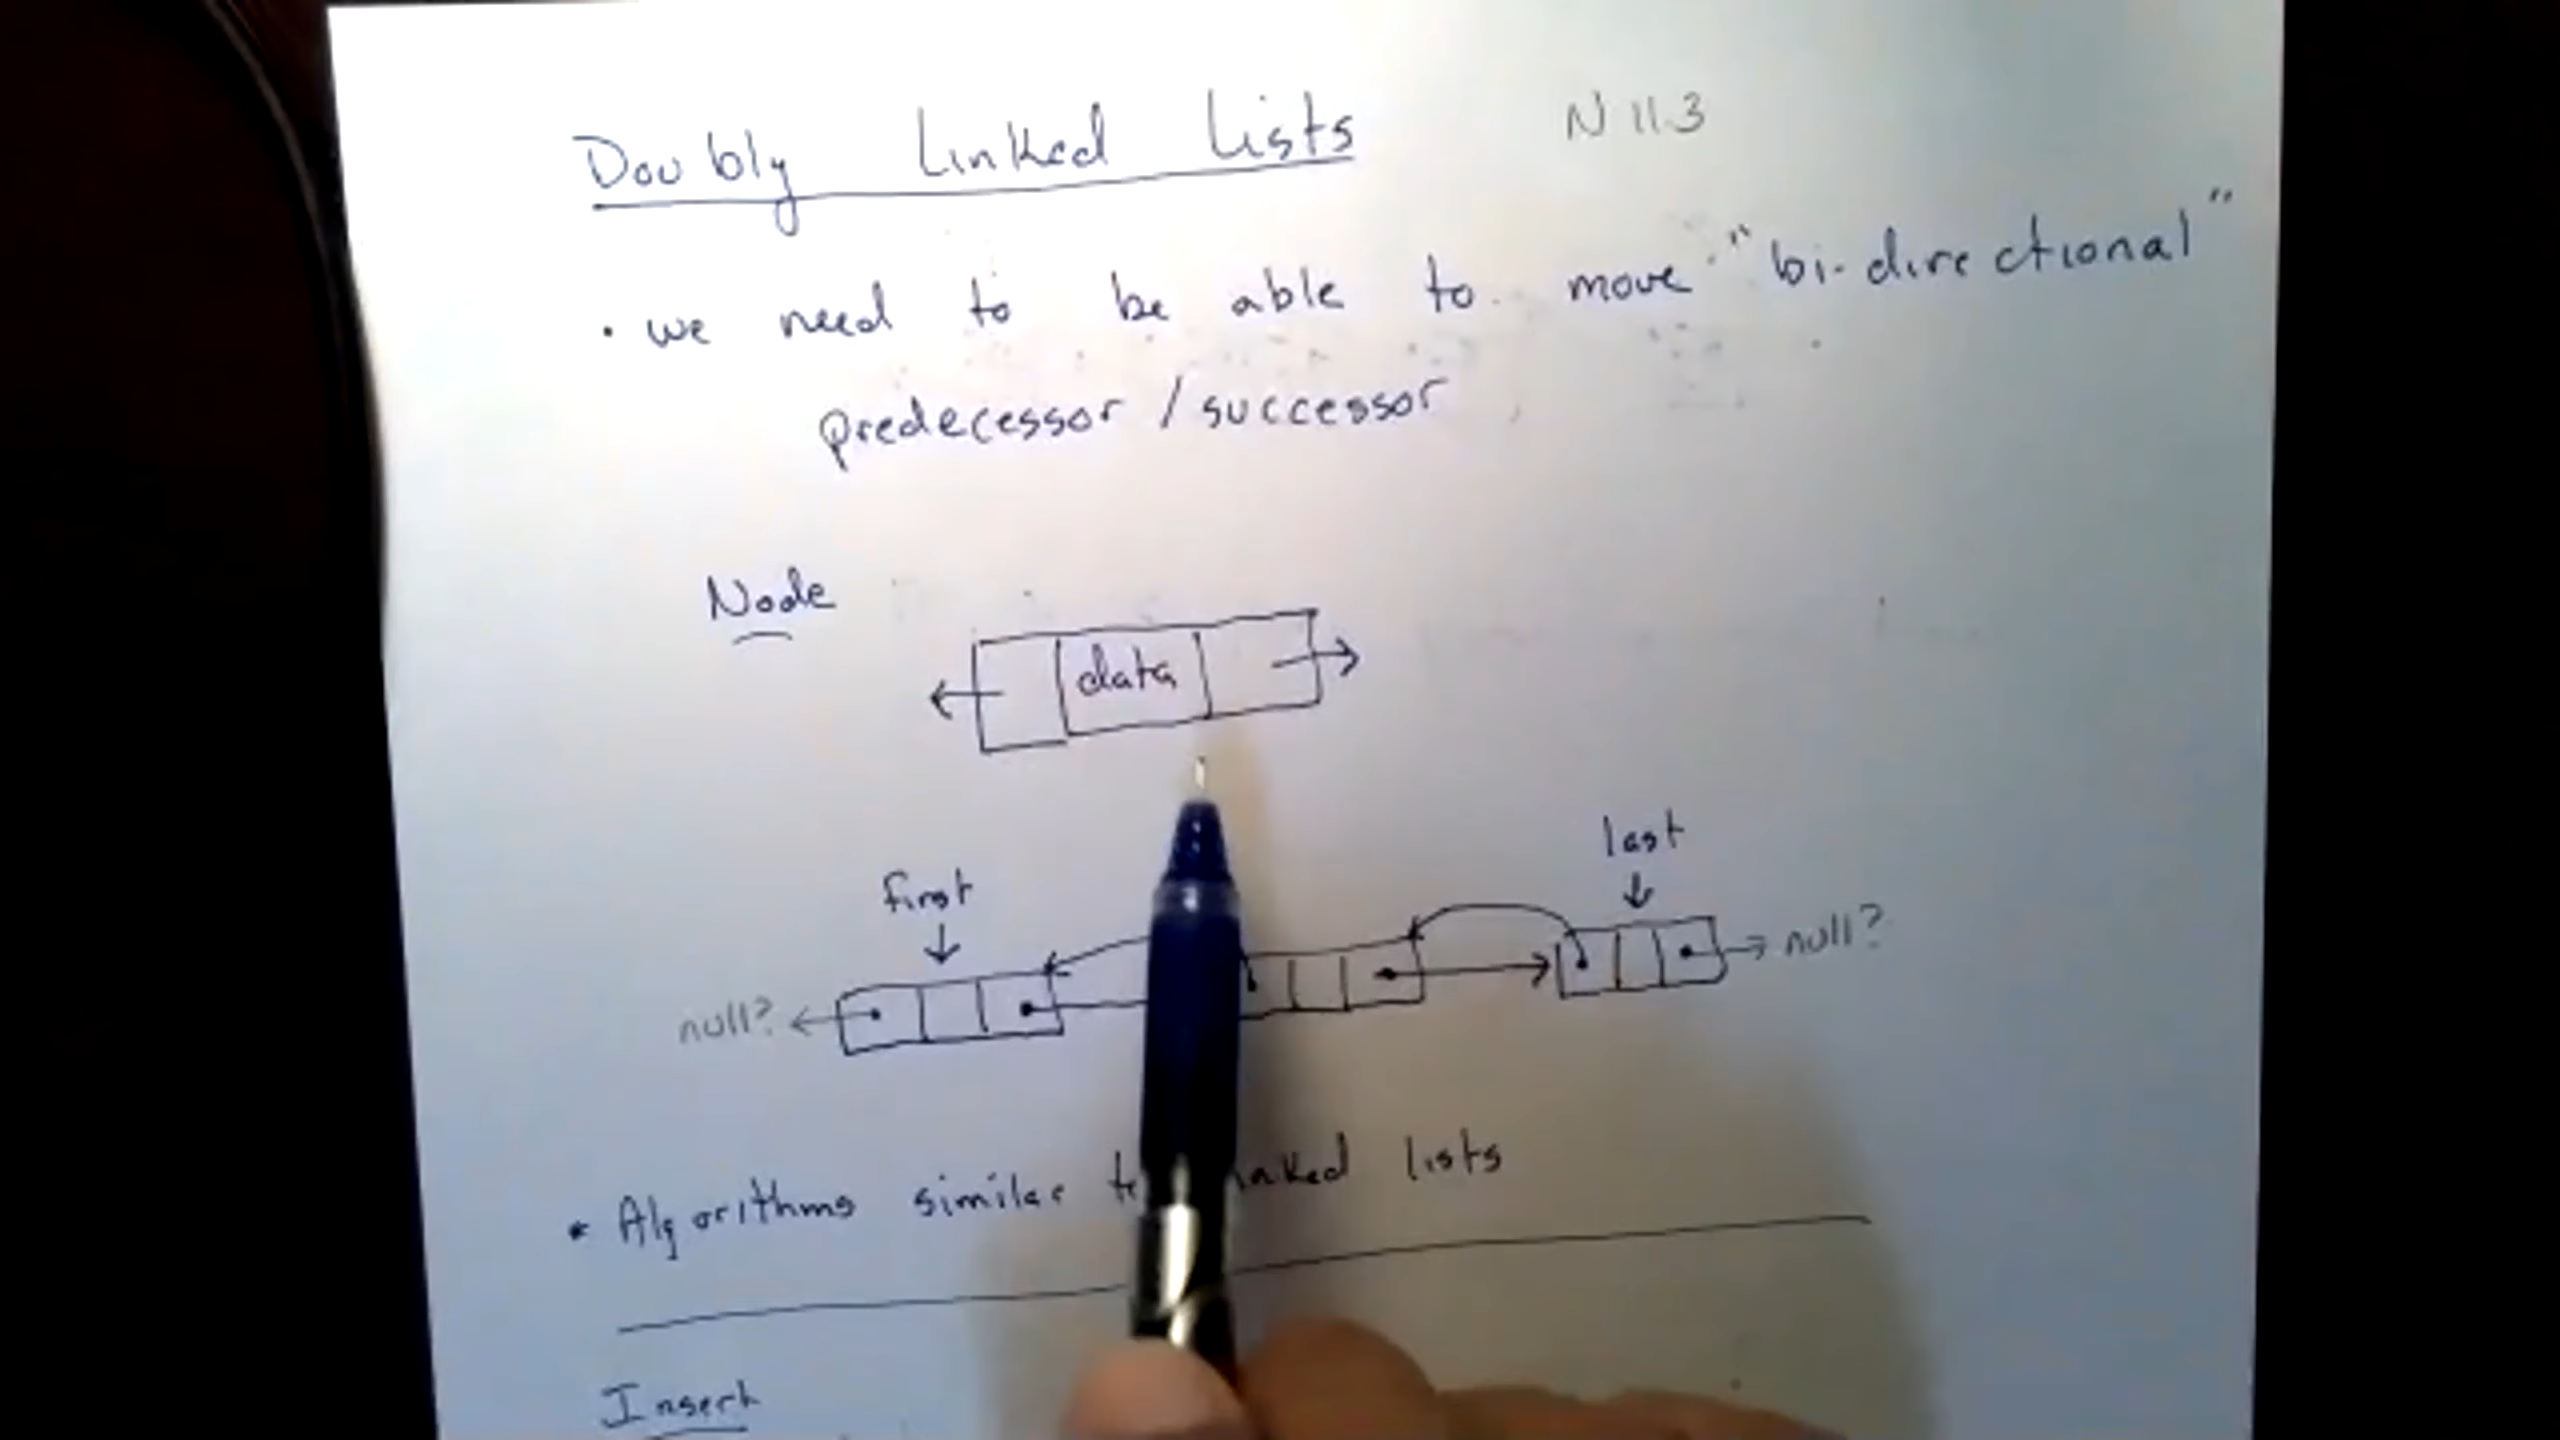 Doubly Linked Lists N 11.3
• we need to be able to move "bi-directional"
predecessor / successor
Node
data
first
last
null?
null?
* Algorithms similar lists
Insert